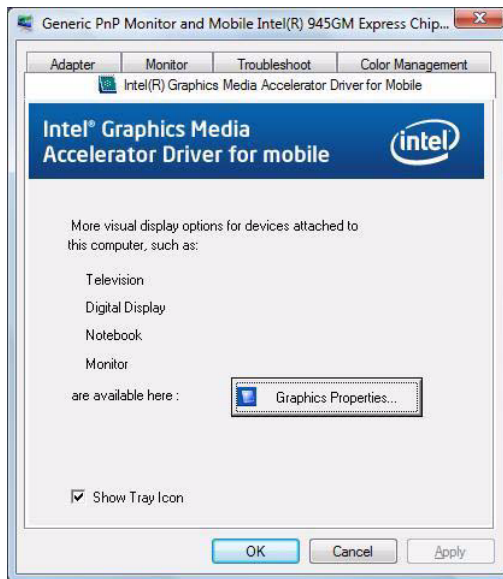 Generic PnP Monitor and Mobile Intel(R) 945GM Express Chip...
Adapter
Monitor
Troubleshoot
Color Management
Intel(R) Graphics Media Accelerator Driver for Mobile
Intel® Graphics Media
Accelerator Driver for mobile
intel
More visual display options for devices attached to
this computer, such as:
Television
Digital Display
Notebook
Monitor
are available here :
Graphics Properties...
Show Tray Icon
OK
Cancel
Apply